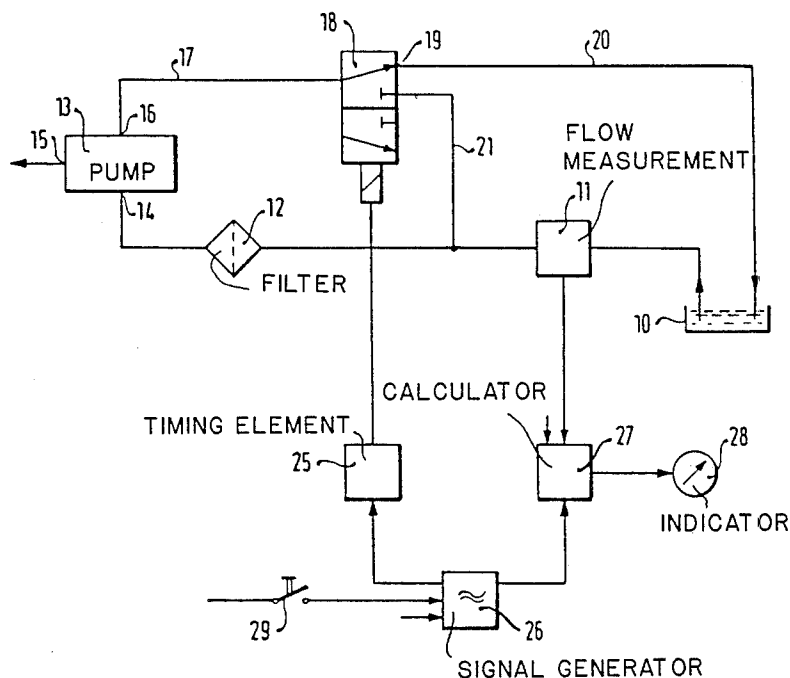 18
19
20
17
13
16
15
PUMP
14
21
FLOW
MEASUREMENT
11
12
FILTER
10
CALCULATOR
TIMING ELEMENT
25
27
28
INDICATOR
29
26
SIGNAL GENERATOR